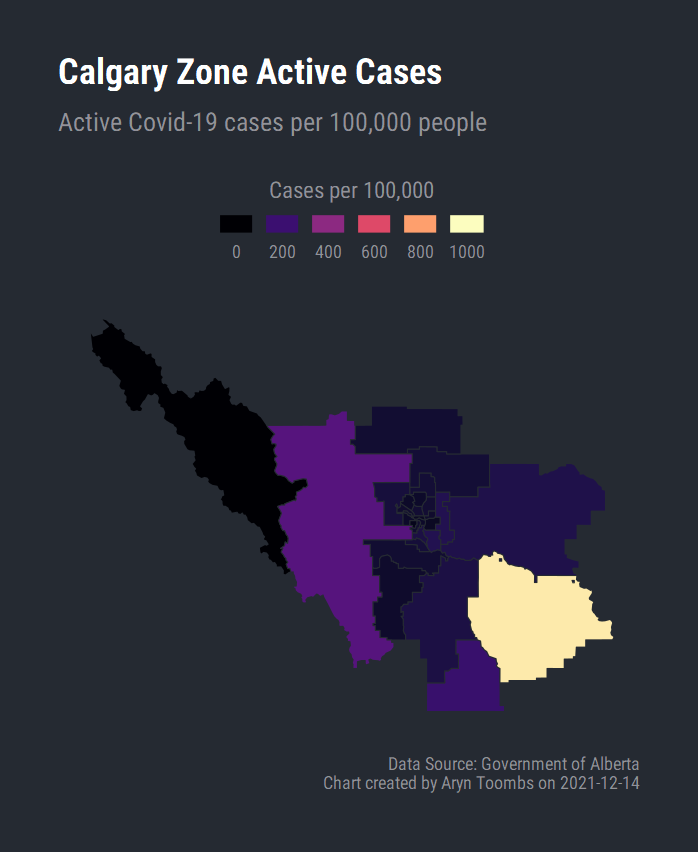 Calgary Zone Active Cases
Active Covid-19 cases per 100,000 people
Cases per 100,000
0 200 400 600 800 1000
Data Source: Government of Alberta
Chart created by Aryn Toombs on 2021-12-14